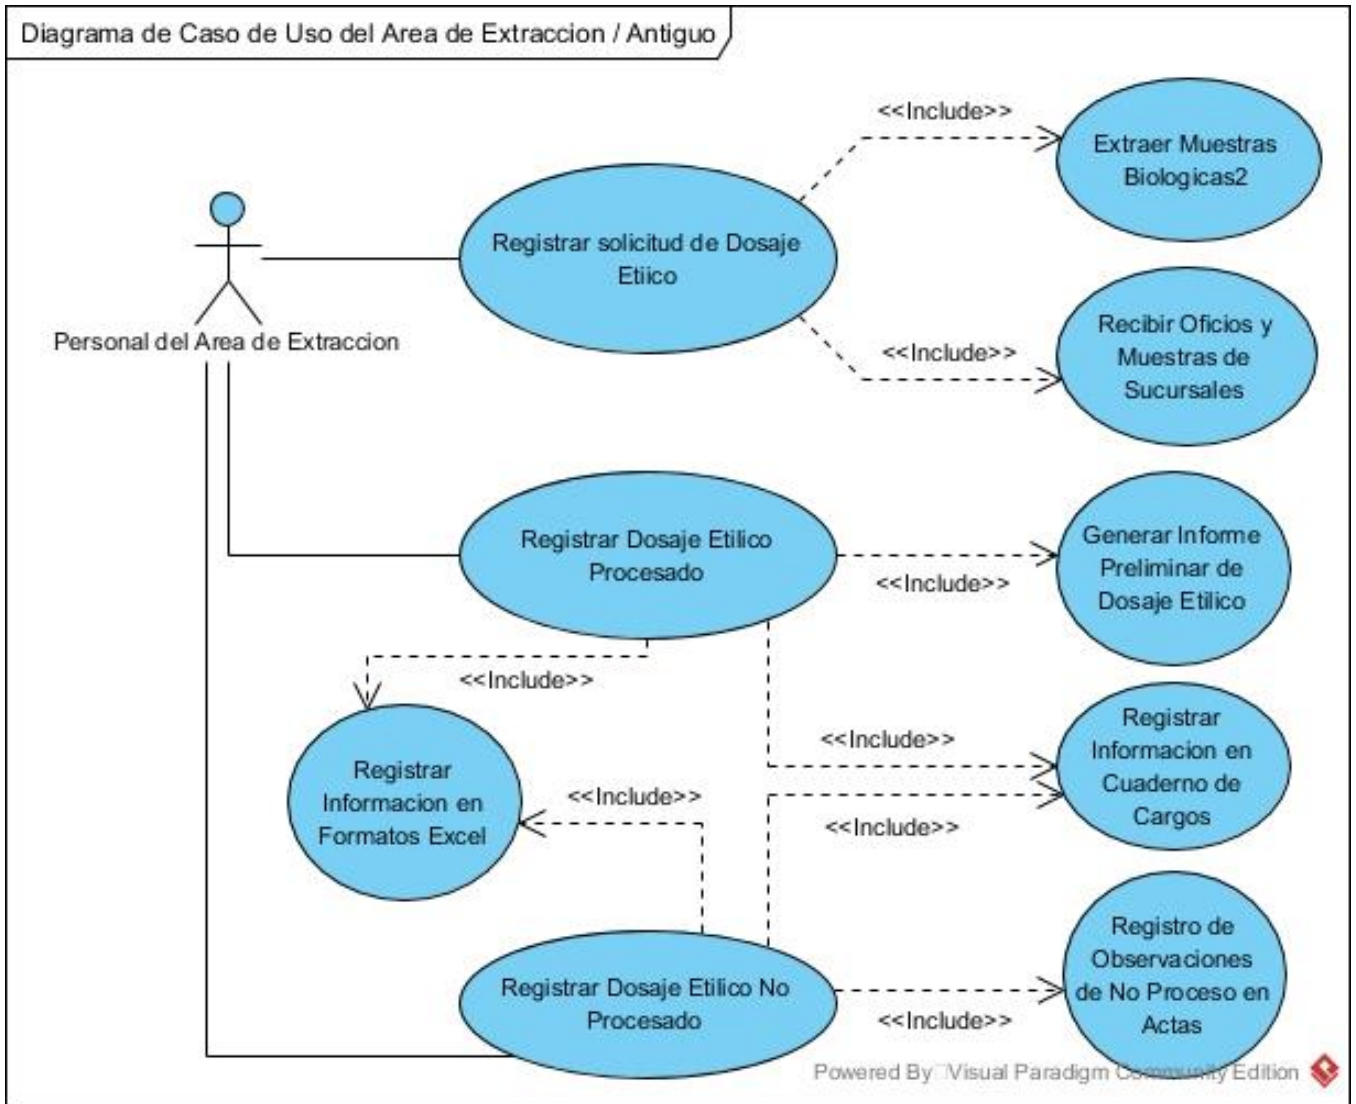 Diagrama de Caso de Uso del Area de Extraccion / Antiguo
<<Include>>
Extraer Muestras
Biologicas2
Registrar solicitud de Dosaje
Etiico
Personal del Area de Extraccion
<<Include>>
Recibir Oficios y
Muestras de
Sucursales
Registrar Dosaje Etilico
Procesado
<<Include>>
Generar Informe
Preliminar de
Dosaje Etilico
<<Include>>
<<Include>>
Registrar
Informacion en
Cuaderno de
Cargos
Registrar
Informacion en
Formatos Excel
<<Include>>
<<Include>>
Registrar Dosaje Etilico No
Procesado
<<Include>>
Registro de
Observaciones
de No Proceso en
Actas
Powered By Visual Paradigm Community Edition